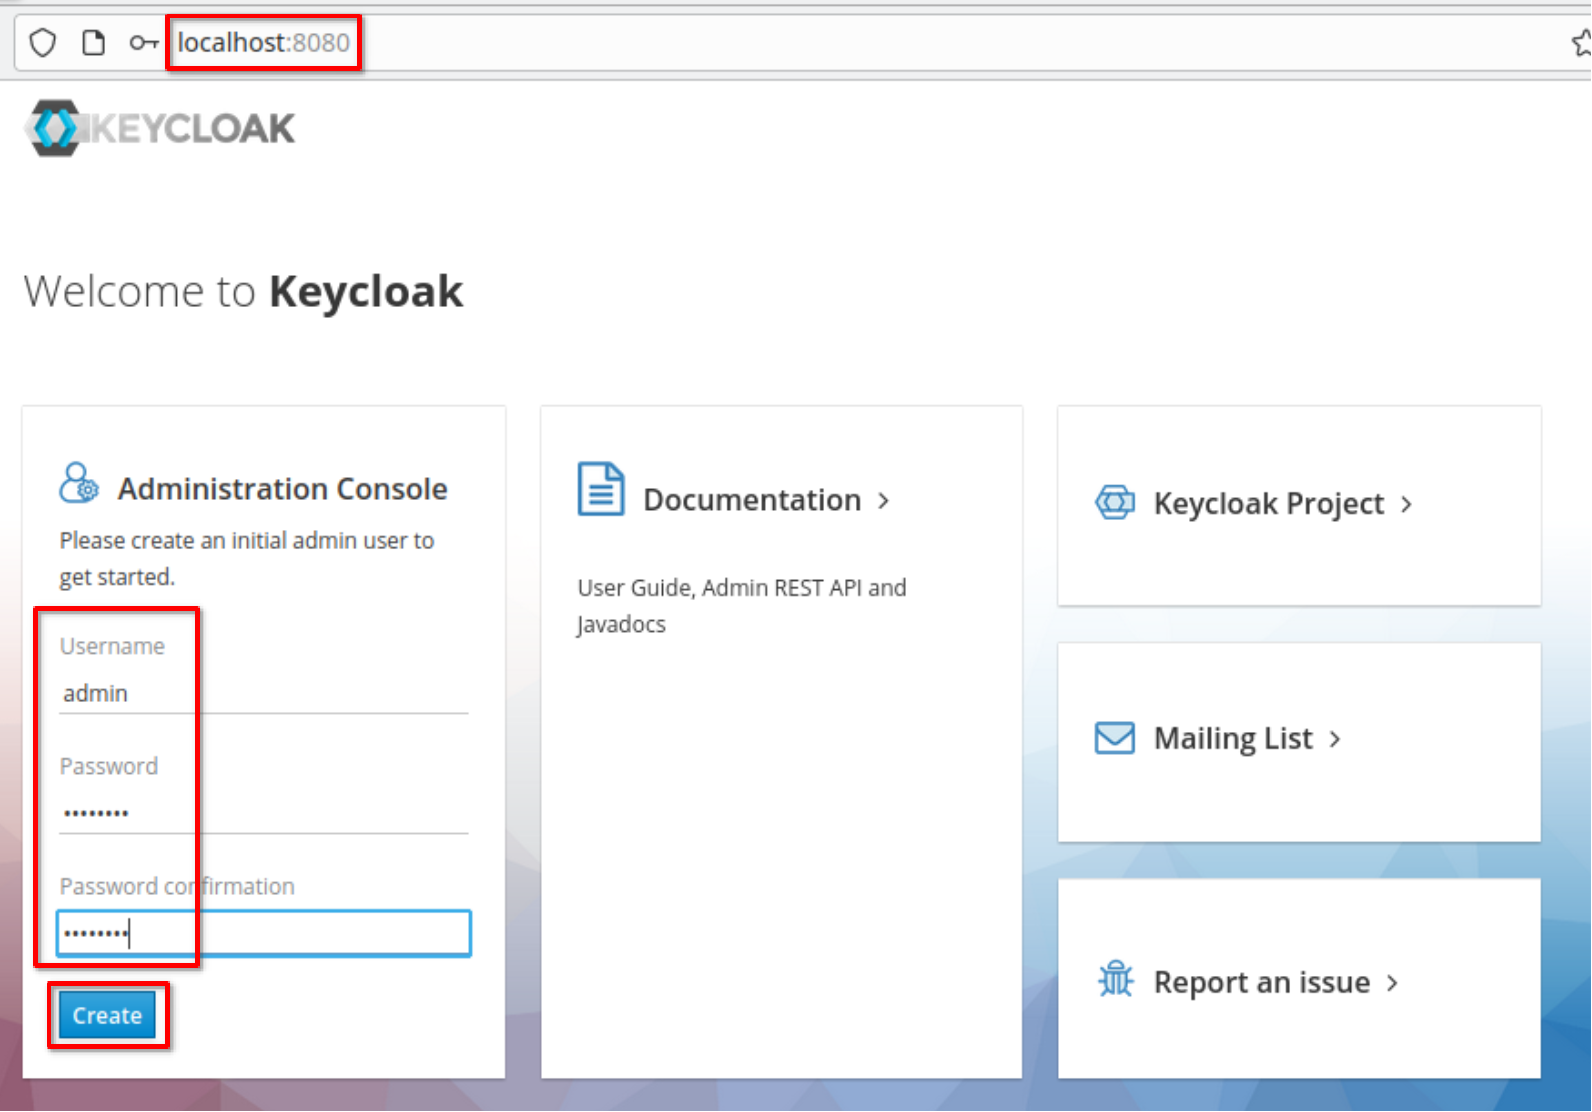 localhost:8080
KEYCLOAK
Welcome to Keycloak
Administration Console
Please create an initial admin user to
get started.
Username
admin
Password
••••••••
Password confirmation
••••••••
Create
Documentation >
User Guide, Admin REST API and
Javadocs
Keycloak Project >
Mailing List >
Report an issue >